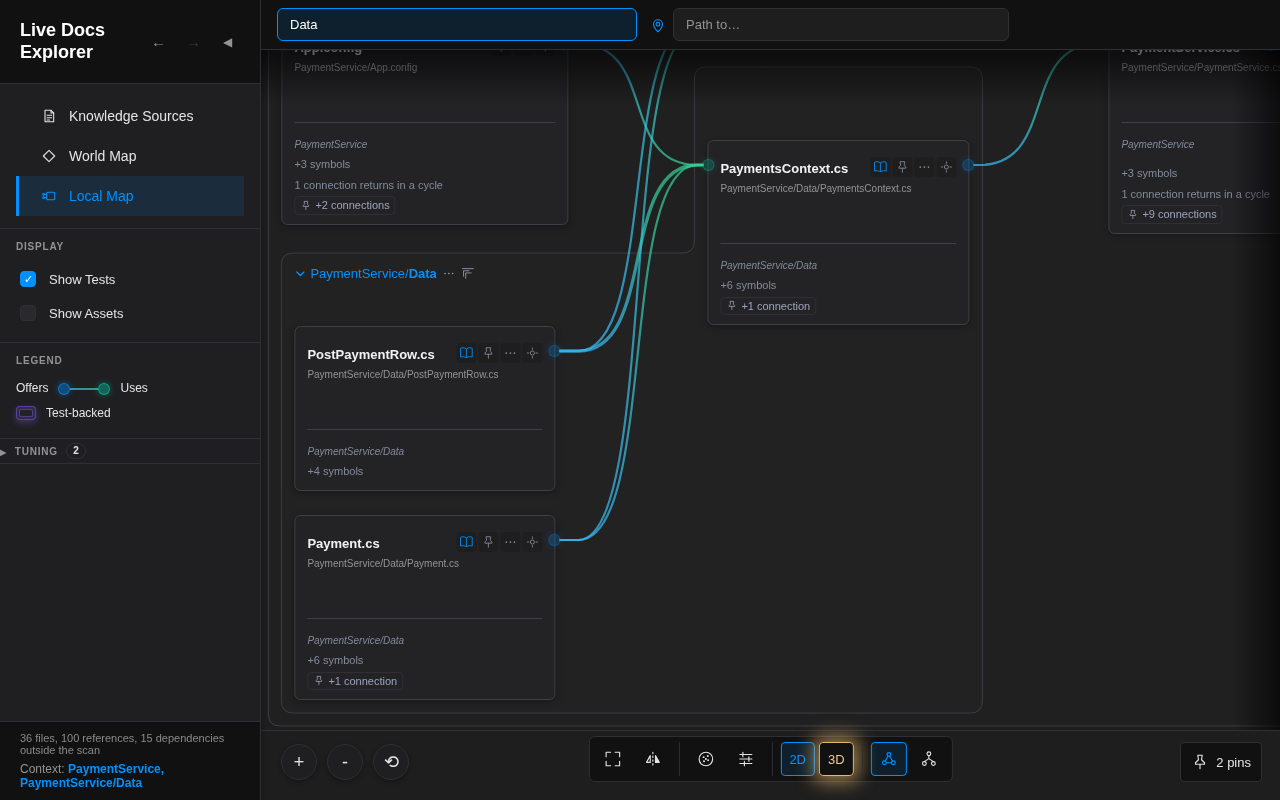 Live Docs
Explorer
Data
Path to…
Knowledge Sources
World Map
Local Map
DISPLAY
Show Tests
Show Assets
LEGEND
Offers
Uses
Test-backed
TUNING 2
36 files, 100 references, 15 dependencies
outside the scan
Context: PaymentService,
PaymentService/Data
PaymentService/App.config
PaymentService
+3 symbols
1 connection returns in a cycle
+2 connections
PaymentService/Data ···
PostPaymentRow.cs
PaymentService/Data/PostPaymentRow.cs
PaymentService/Data
+4 symbols
Payment.cs
PaymentService/Data/Payment.cs
PaymentService/Data
+6 symbols
+1 connection
PaymentsContext.cs
PaymentService/Data/PaymentsContext.cs
PaymentService/Data
+6 symbols
+1 connection
PaymentService
+3 symbols
1 connection returns in a cycle
+9 connections
+
-
2D
3D
2 pins